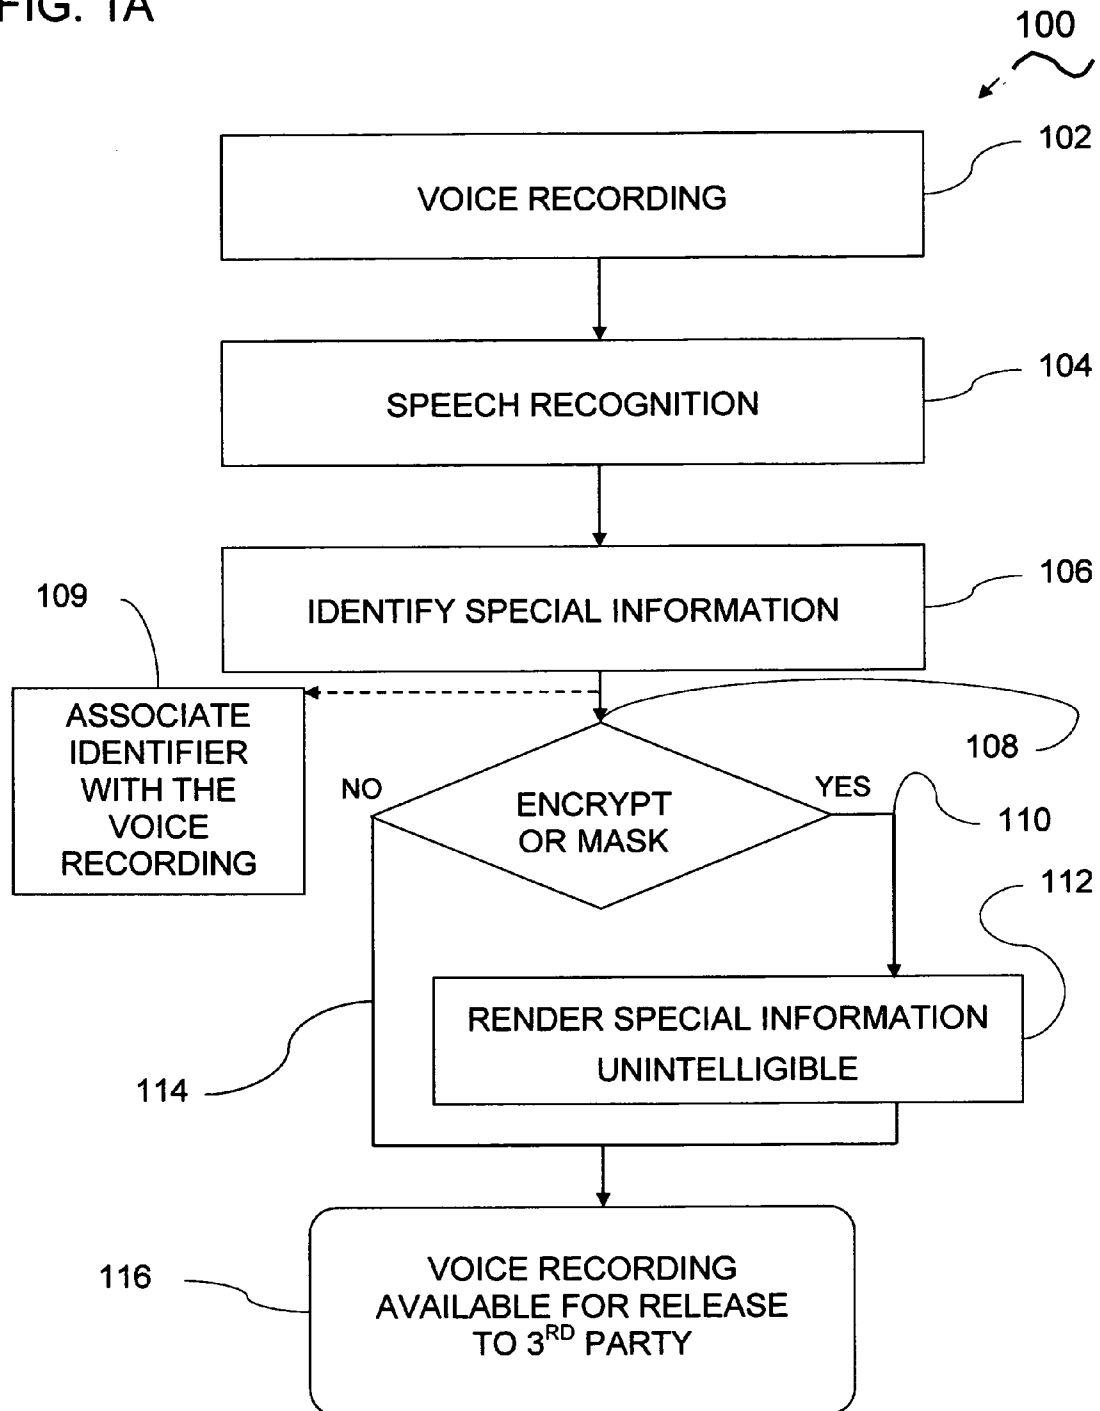 FIG. 1A
100
102
VOICE RECORDING
104
SPEECH RECOGNITION
106
IDENTIFY SPECIAL INFORMATION
109
ASSOCIATE
IDENTIFIER
WITH THE
VOICE
RECORDING
108
NO
YES
ENCRYPT
OR MASK
110
112
RENDER SPECIAL INFORMATION
UNINTELLIGIBLE
114
116
VOICE RECORDING
AVAILABLE FOR RELEASE
TO 3RD PARTY